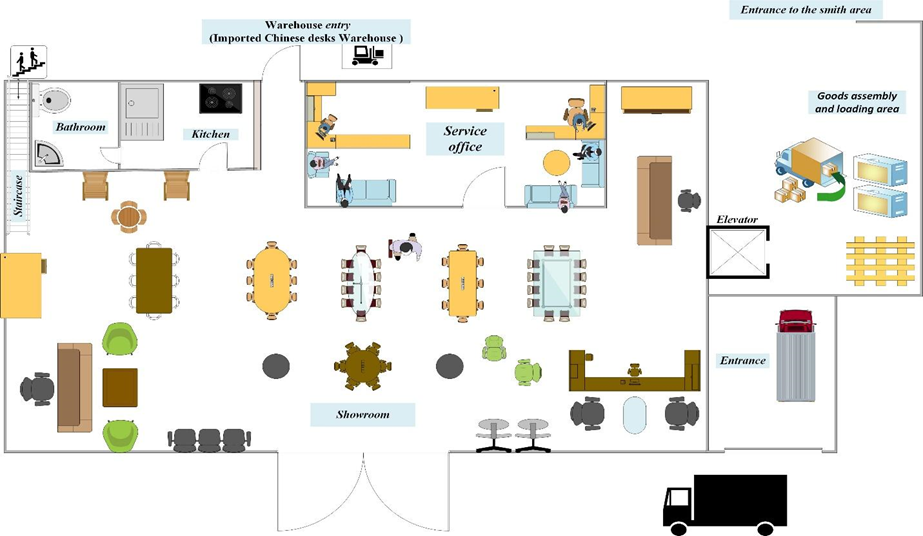 Entrance to the smith area
Warehouse entry
(Imported Chinese desks Warehouse )
Goods assembly
and loading area
Bathroom
Kitchen
Service
office
Staircase
Elevator
Entrance
Showroom